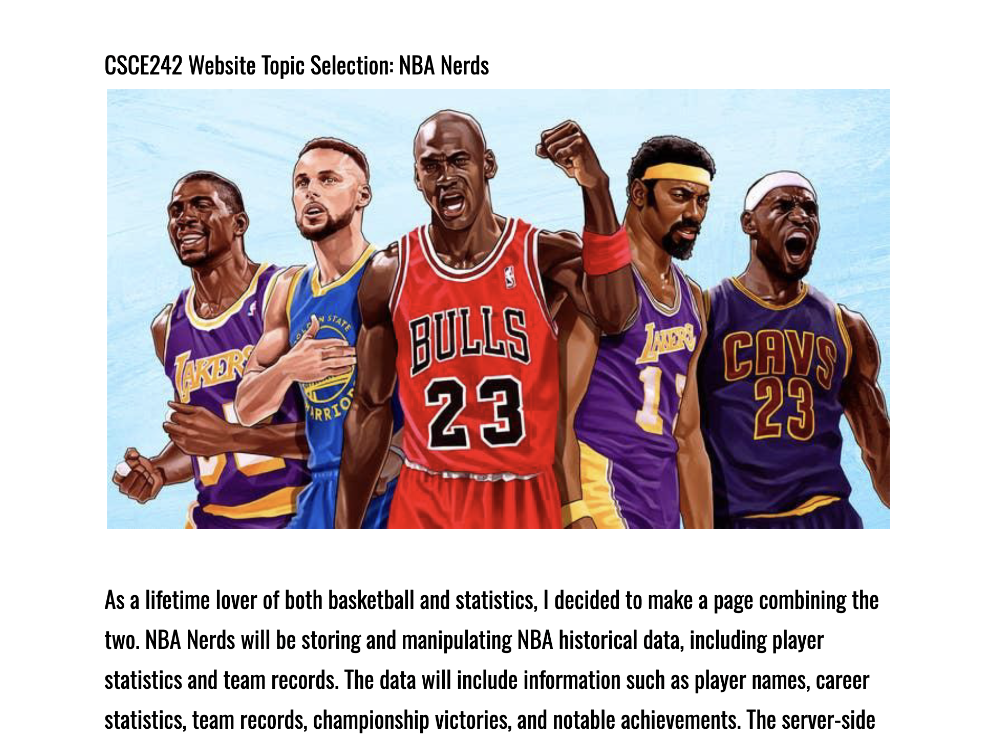 CSCE242 Website Topic Selection: NBA Nerds
LAKERS
GOLDEN STATE
WARRIORS
BULLS
23
LAKERS
CAVS
23
As a lifetime lover of both basketball and statistics, I decided to make a page combining the
two. NBA Nerds will be storing and manipulating NBA historical data, including player
statistics and team records. The data will include information such as player names, career
statistics, team records, championship victories, and notable achievements. The server-side